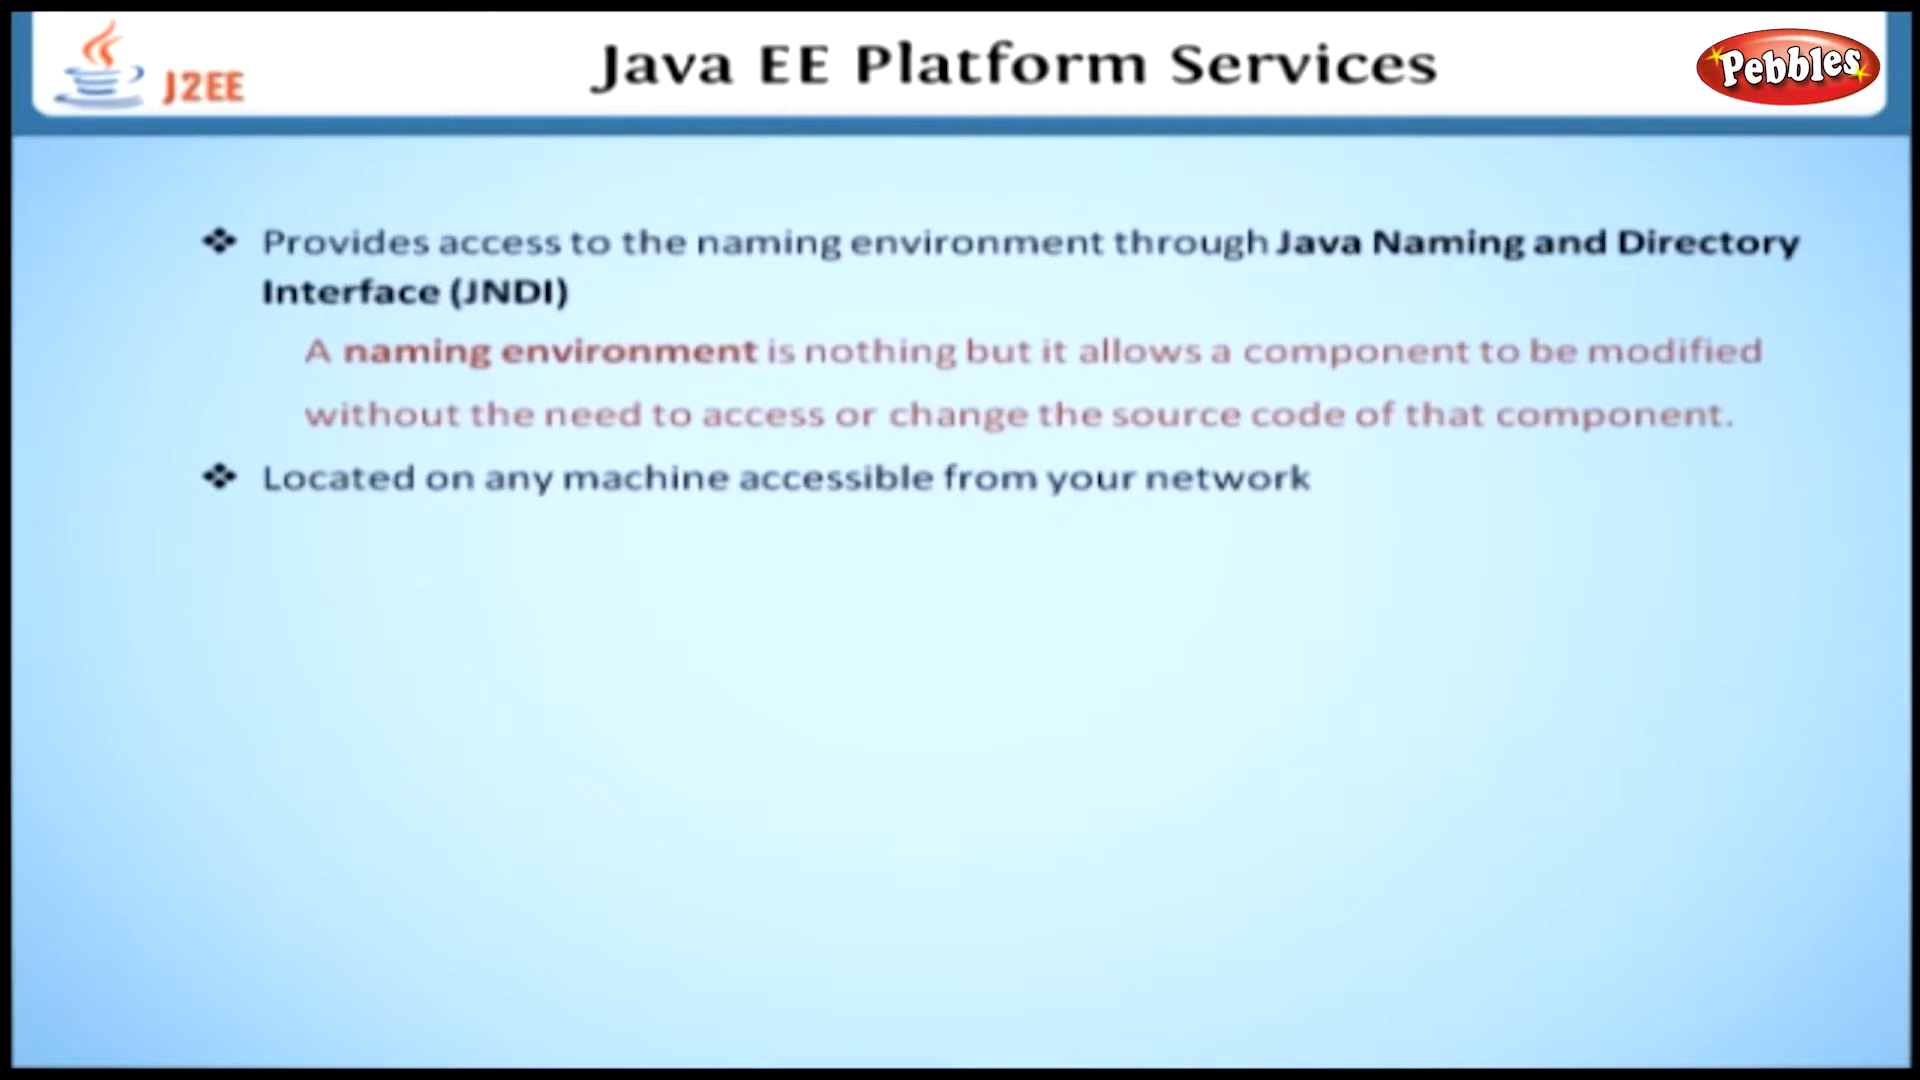 J2EE
Java EE Platform Services
Pebbles
❖ Provides access to the naming environment through Java Naming and Directory
Interface (JNDI)
A naming environment is nothing but it allows a component to be modified
without the need to access or change the source code of that component.
❖ Located on any machine accessible from your network